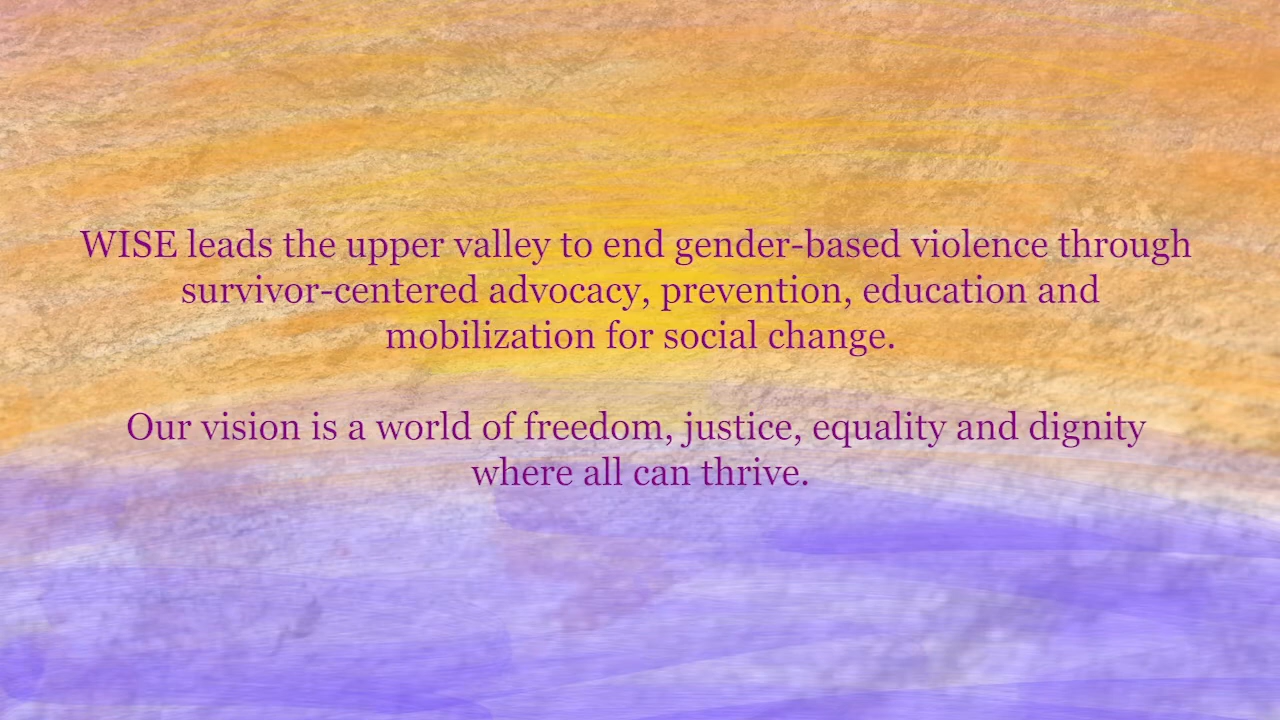 WISE leads the upper valley to end gender-based violence through
survivor-centered advocacy, prevention, education and
mobilization for social change.
Our vision is a world of freedom, justice, equality and dignity
where all can thrive.